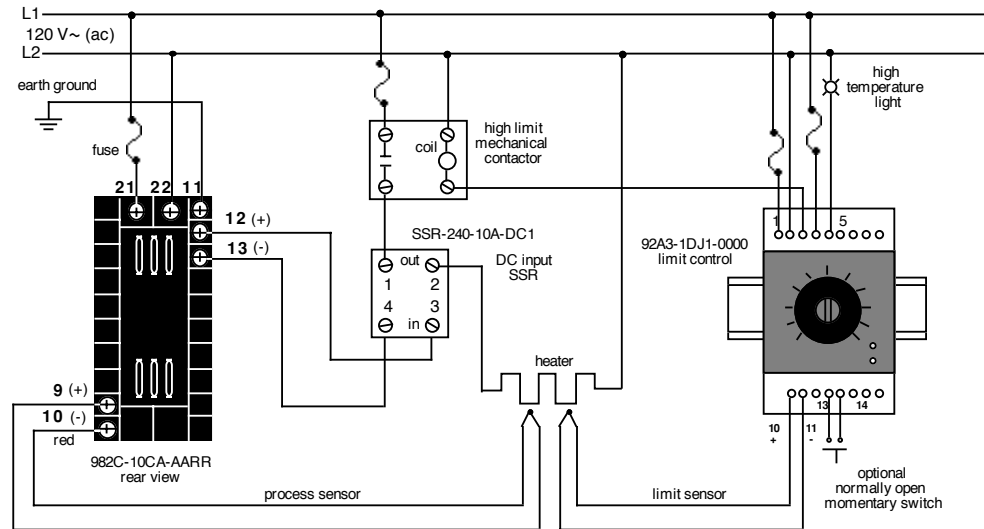 L1
120 V~ (ac)
L2
earth ground
fuse
21 22 11
12 (+)
13 (-)
9 (+)
10 (-)
red
982C-10CA-AARR
rear view
coil
high limit
mechanical
contactor
SSR-240-10A-DC1
DC input
SSR
out
1 2
4 3
in
heater
process sensor
limit sensor
high
temperature
light
92A3-1DJ1-0000
limit control
1 5
13 14
10
+
11
-
optional
normally open
momentary switch